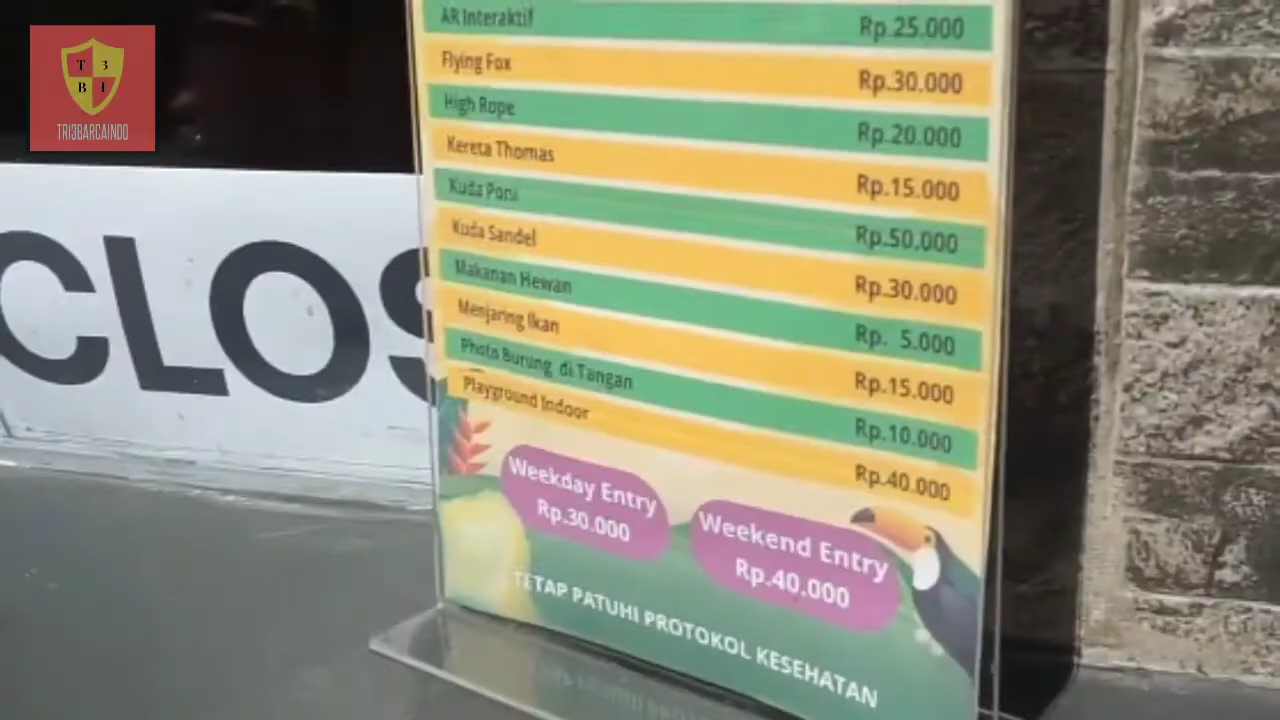 T 3
B I
TRI3BARCAINDO
CLOS
AR Interaktif Rp.25.000
Flying Fox Rp.30.000
High Rope Rp.20.000
Kereta Thomas Rp.15.000
Kuda Poni Rp.50.000
Kuda Sandel Rp.30.000
Makanan Hewan Rp. 5.000
Menjaring Ikan Rp.15.000
Photo Burung di Tangan Rp.10.000
Playground Indoor Rp.40.000
Weekday Entry
Rp.30.000
Weekend Entry
Rp.40.000
TETAP PATUHI PROTOKOL KESEHATAN